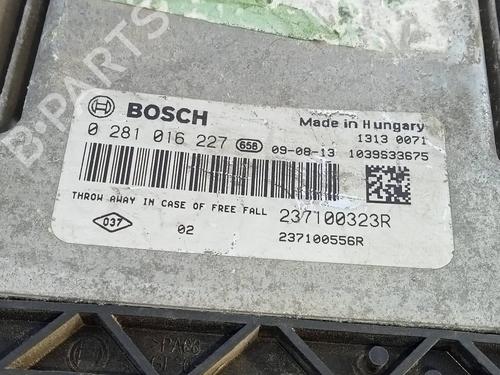 B-PARTS
BOSCH
Made in Hungary
0 281 016 227 656 09-08-13
1313 0071
1039S33675
THROW AWAY IN CASE OF FREE FALL
237100323R
037
02
237100556R